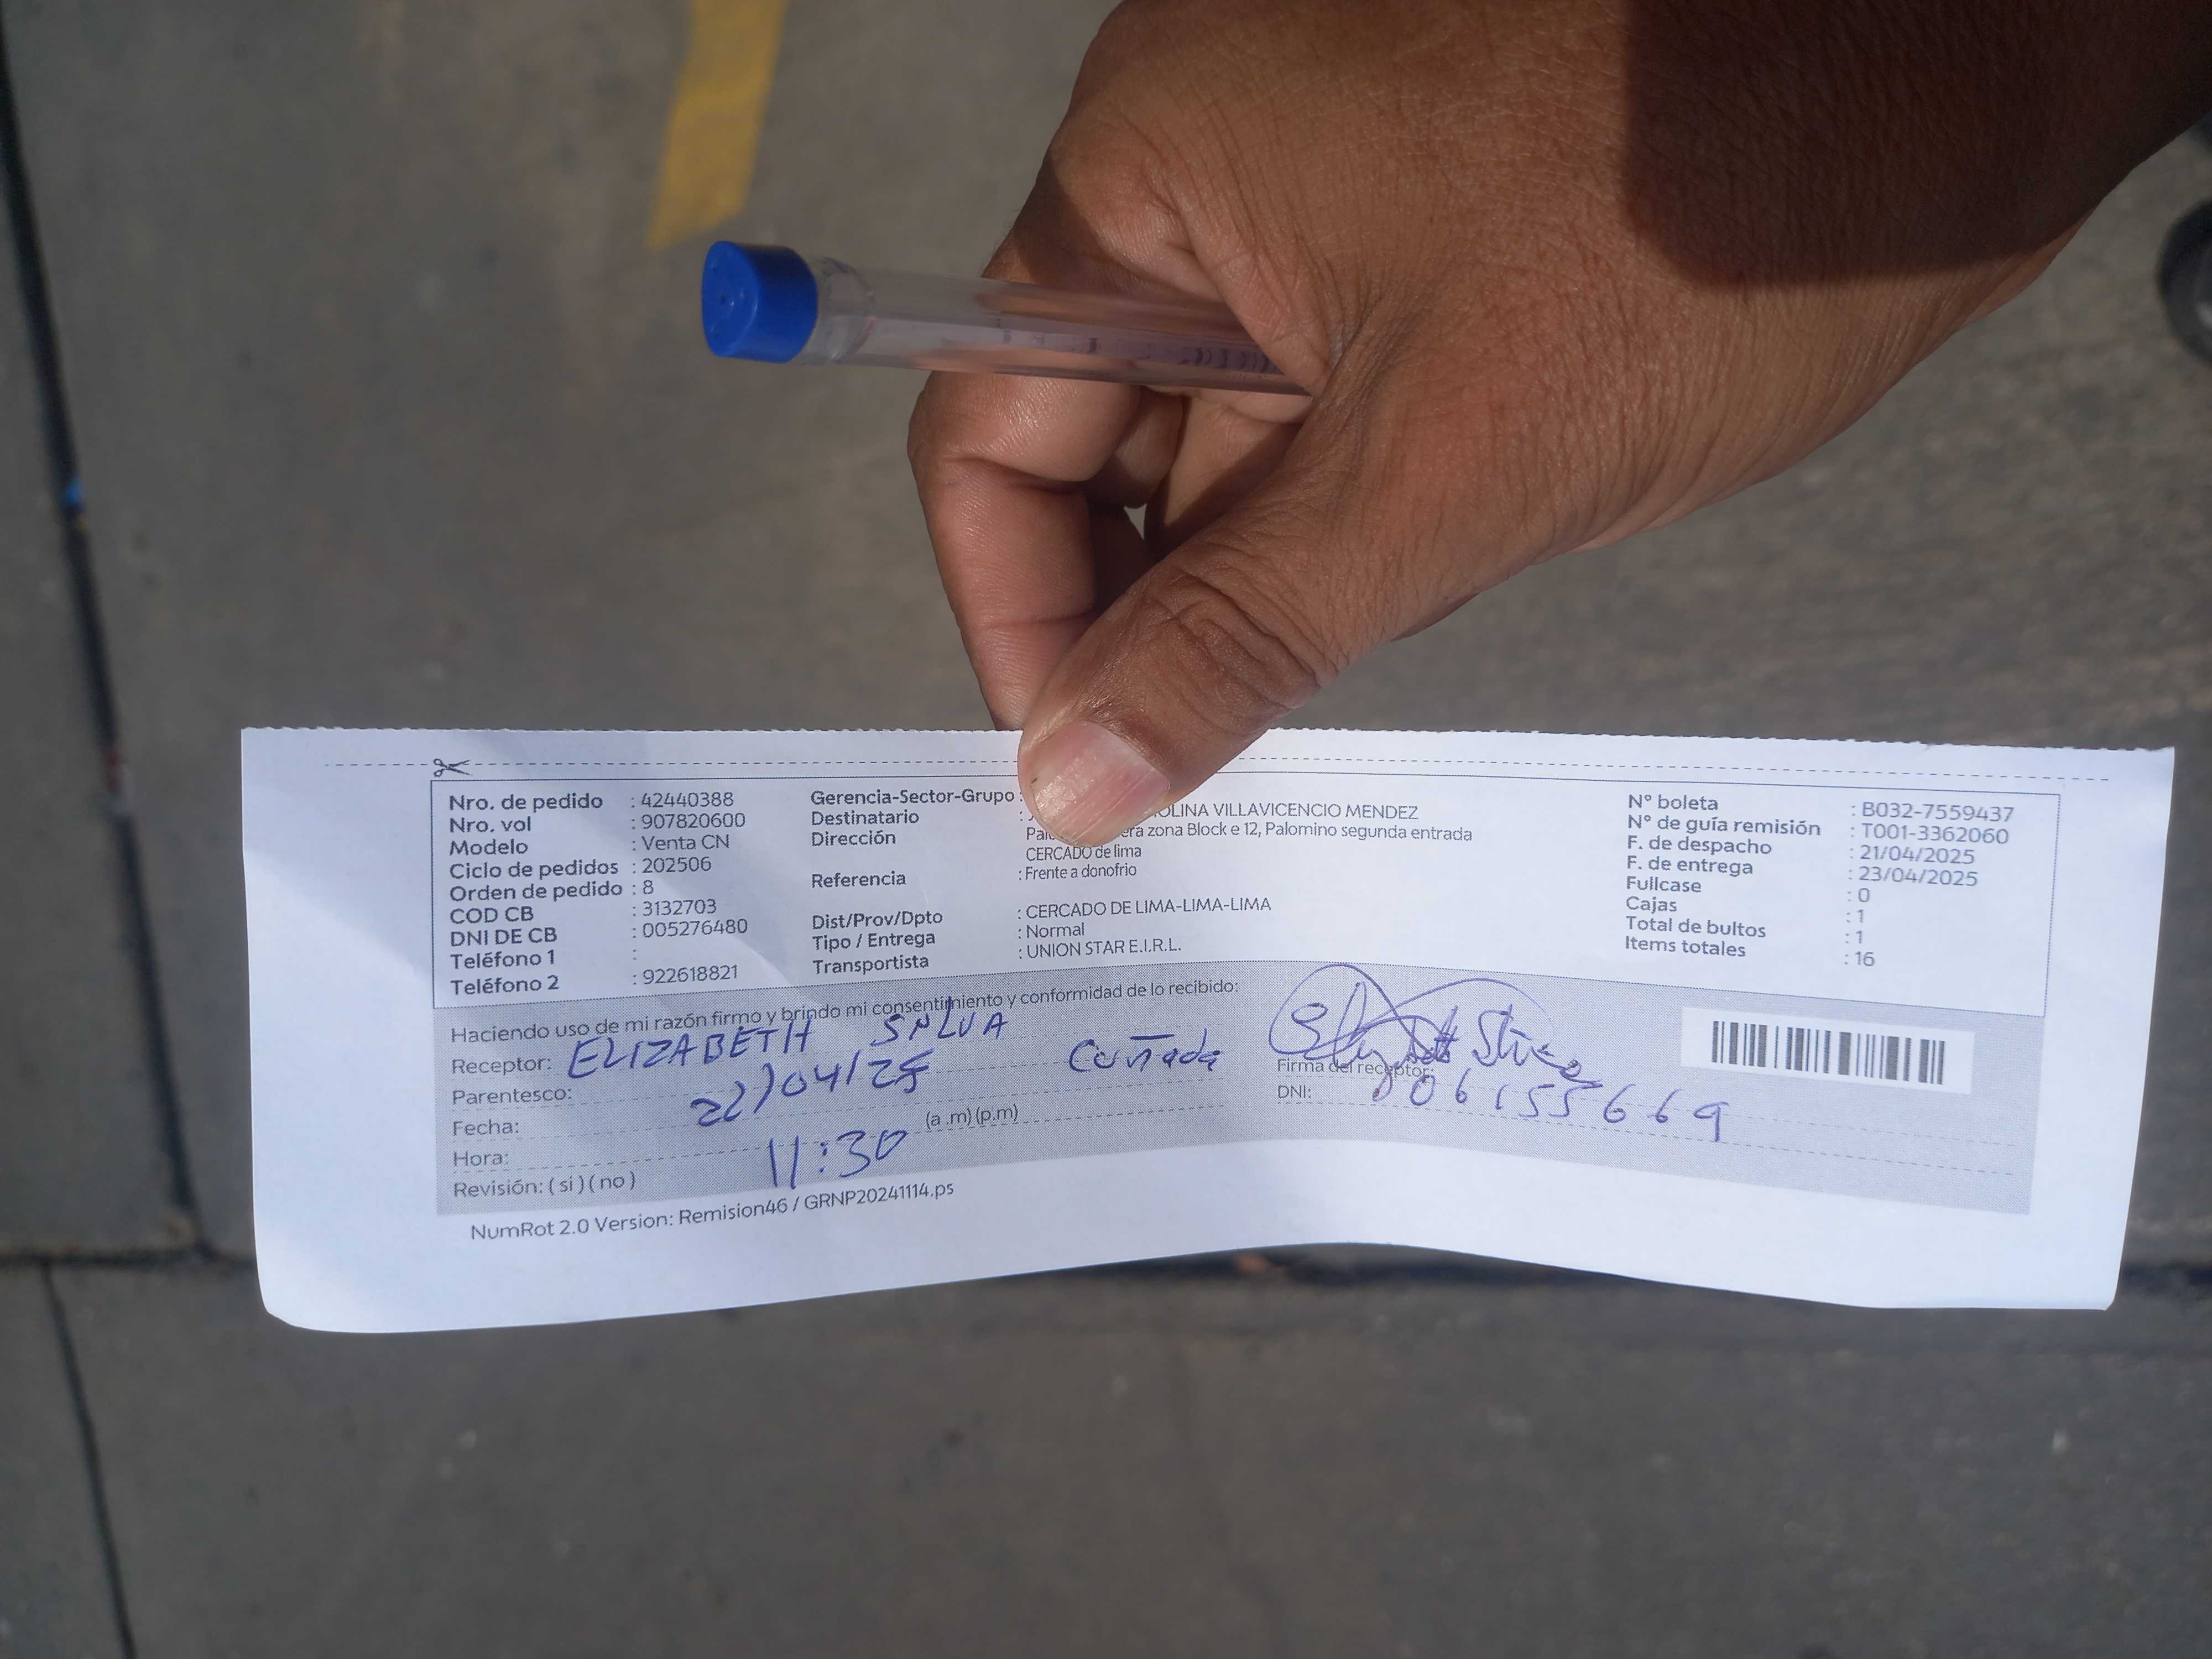 Nro. de pedido : 42440388
Nro. vol : 907820600
Modelo : Venta CN
Ciclo de pedidos : 202506
Orden de pedido : 8
COD CB : 3132703
DNI DE CB : 005276480
Teléfono 1 :
Teléfono 2 : 922618821
Gerencia-Sector-Grupo :
Destinatario : VILLAVICENCIO MENDEZ
Dirección zona Block e 12, Palomino segunda entrada
CERCADO de lima
Referencia : Frente a donofrio
Dist/Prov/Dpto : CERCADO DE LIMA-LIMA-LIMA
Tipo / Entrega : Normal
Transportista : UNION STAR E.I.R.L.
N° boleta : B032-7559437
N° de guía remisión : T001-3362060
F. de despacho : 21/04/2025
F. de entrega : 23/04/2025
Fullcase : 0
Cajas : 1
Total de bultos : 1
Items totales : 16
Haciendo uso de mi razón firmo y brindo mi consentimiento y conformidad de lo recibido:
Receptor: ELIZABETH SALUA
Parentesco: Cuñada
Fecha: 22/04/25
Hora: 11:30 (a .m) (p.m)
Revisión: ( si ) ( no )
Firma del receptor:
DNI: 006155669
NumRot 2.0 Version: Remision46 / GRNP20241114.ps